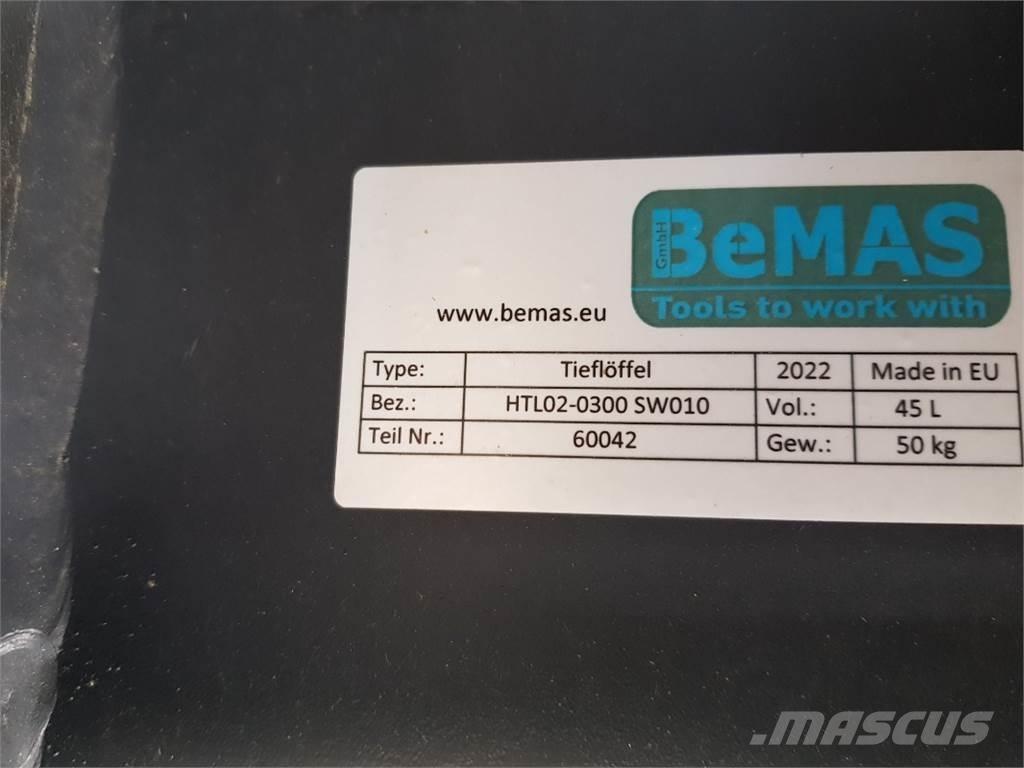 GmbH BeMAS
Tools to work with
www.bemas.eu
Type: Tieflöffel 2022 Made in EU
Bez.: HTL02-0300 SW010 Vol.: 45 L
Teil Nr.: 60042 Gew.: 50 kg
MASCUS